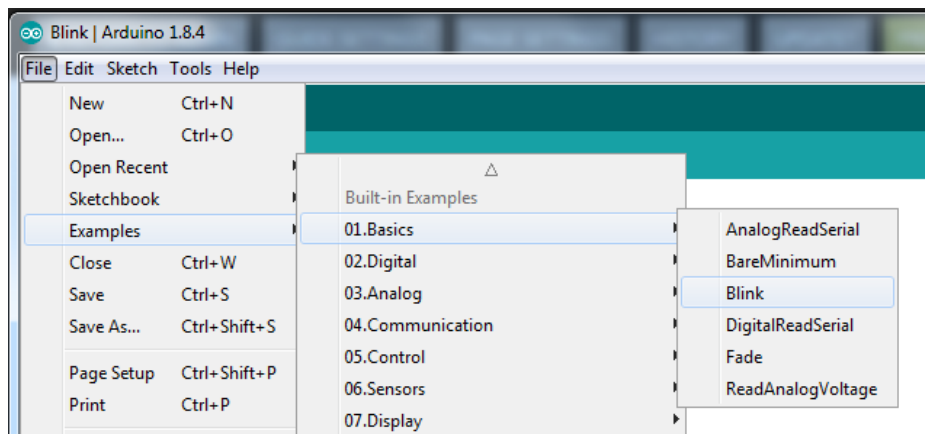 Blink | Arduino 1.8.4
File Edit Sketch Tools Help
New Ctrl+N
Open... Ctrl+O
Open Recent
Sketchbook
Examples
Close Ctrl+W
Save Ctrl+S
Save As... Ctrl+Shift+S
Page Setup Ctrl+Shift+P
Print Ctrl+P
Built-in Examples
01.Basics
02.Digital
03.Analog
04.Communication
05.Control
06.Sensors
07.Display
AnalogReadSerial
BareMinimum
Blink
DigitalReadSerial
Fade
ReadAnalogVoltage